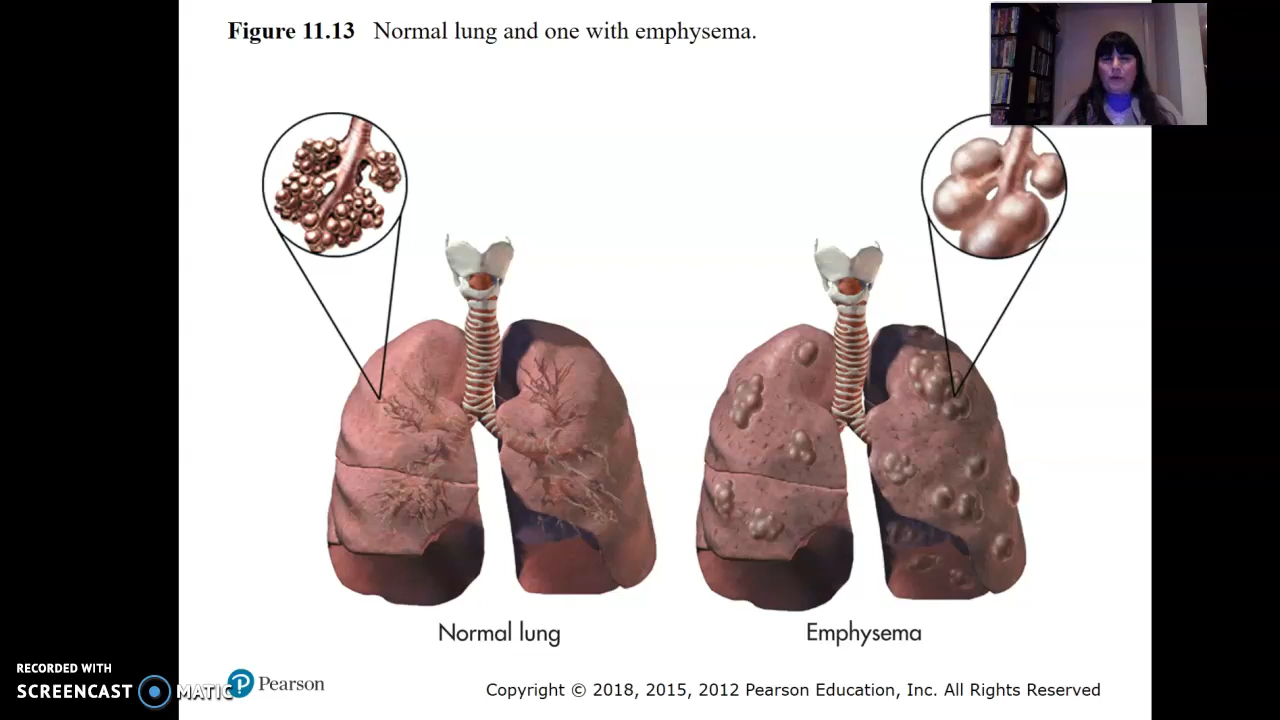 Figure 11.13 Normal lung and one with emphysema.
Normal lung
Emphysema
RECORDED WITH
SCREENCAST MATIC
Pearson
Copyright © 2018, 2015, 2012 Pearson Education, Inc. All Rights Reserved